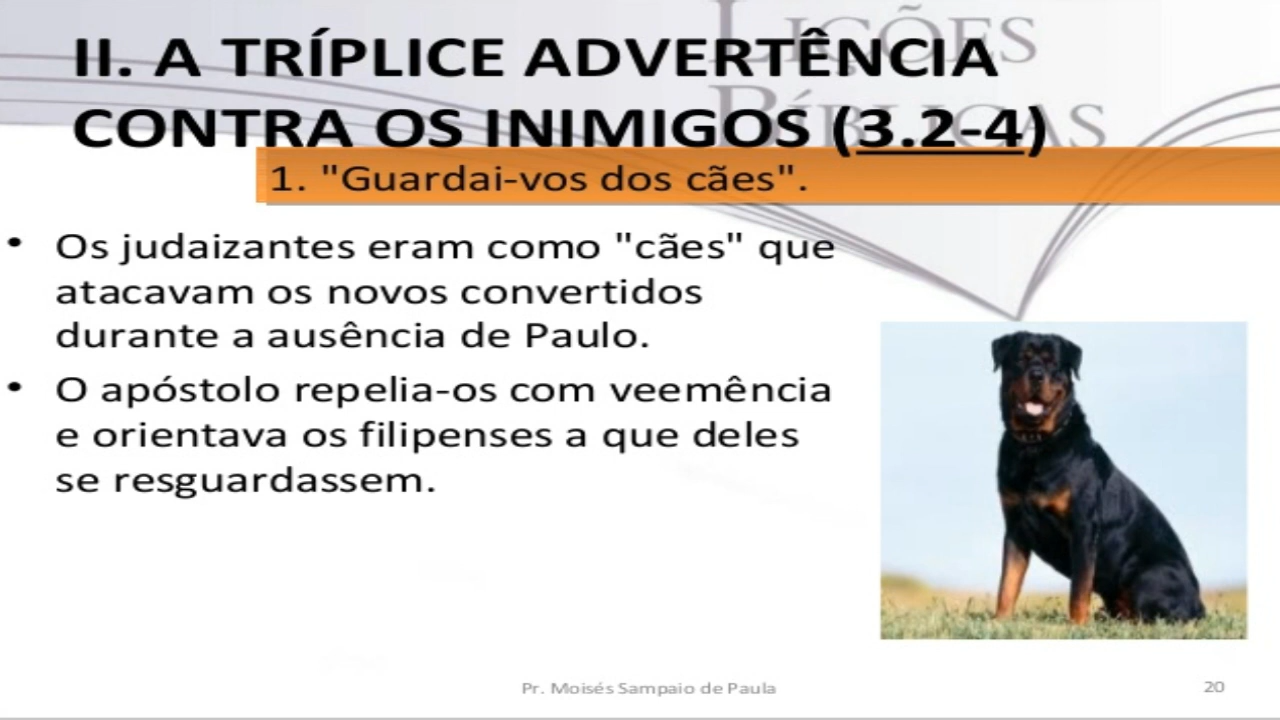 LIÇÕES
BÍBLICAS
II. A TRÍPLICE ADVERTÊNCIA
CONTRA OS INIMIGOS (3.2-4)
1. "Guardai-vos dos cães".
• Os judaizantes eram como "cães" que
atacavam os novos convertidos
durante a ausência de Paulo.
• O apóstolo repelia-os com veemência
e orientava os filipenses a que deles
se resguardassem.
Pr. Moisés Sampaio de Paula
20